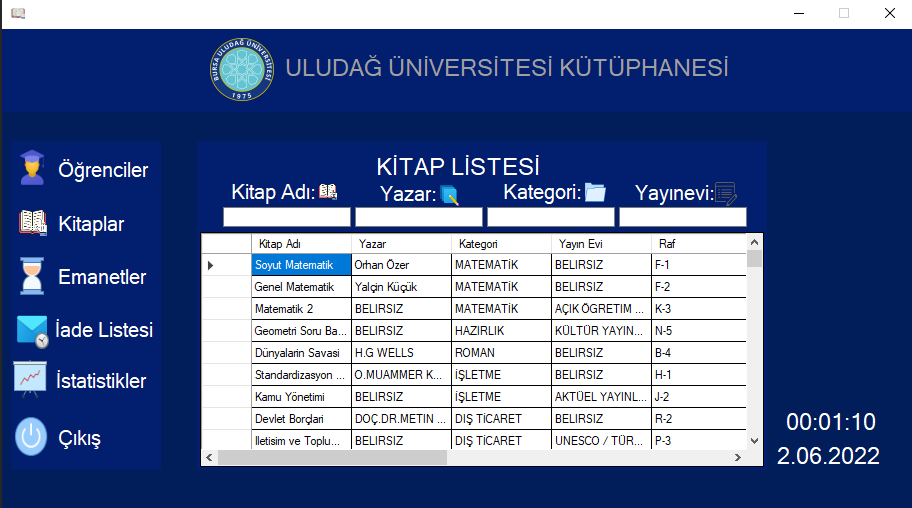 BURSA ULUDAĞ ÜNİVERSİTESİ
1975
ULUDAĞ ÜNİVERSİTESİ KÜTÜPHANESİ
Öğrenciler
Kitaplar
Emanetler
İade Listesi
İstatistikler
Çıkış
KİTAP LİSTESİ
Kitap Adı: Yazar: Kategori: Yayınevi:
Kitap Adı Yazar Kategori Yayın Evi Raf
Soyut Matematik Orhan Özer MATEMATİK BELIRSIZ F-1
Genel Matematik Yalçin Küçük MATEMATİK BELIRSIZ F-2
Matematik 2 BELIRSIZ MATEMATİK AÇIK ÖGRETIM ... K-3
Geometri Soru Ba... BELIRSIZ HAZIRLIK KÜLTÜR YAYIN... N-5
Dünyalarin Savasi H.G WELLS ROMAN BELIRSIZ B-4
Standardizasyon ... O.MUAMMER K... İŞLETME BELIRSIZ H-1
Kamu Yönetimi BELIRSIZ İŞLETME AKTÜEL YAYINL... J-2
Devlet Borçlari DOÇ.DR.METIN ... DIŞ TİCARET BELIRSIZ R-2
Iletisim ve Toplu... BELIRSIZ DIŞ TİCARET UNESCO / TÜR... P-3
00:01:10
2.06.2022